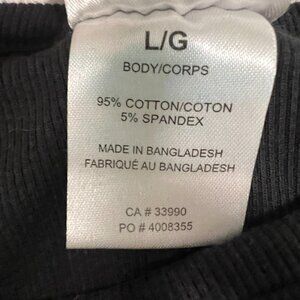 L/G
BODY/CORPS
95% COTTON/COTON
5% SPANDEX
MADE IN BANGLADESH
FABRIQUÉ AU BANGLADESH
CA # 33990
PO # 4008355